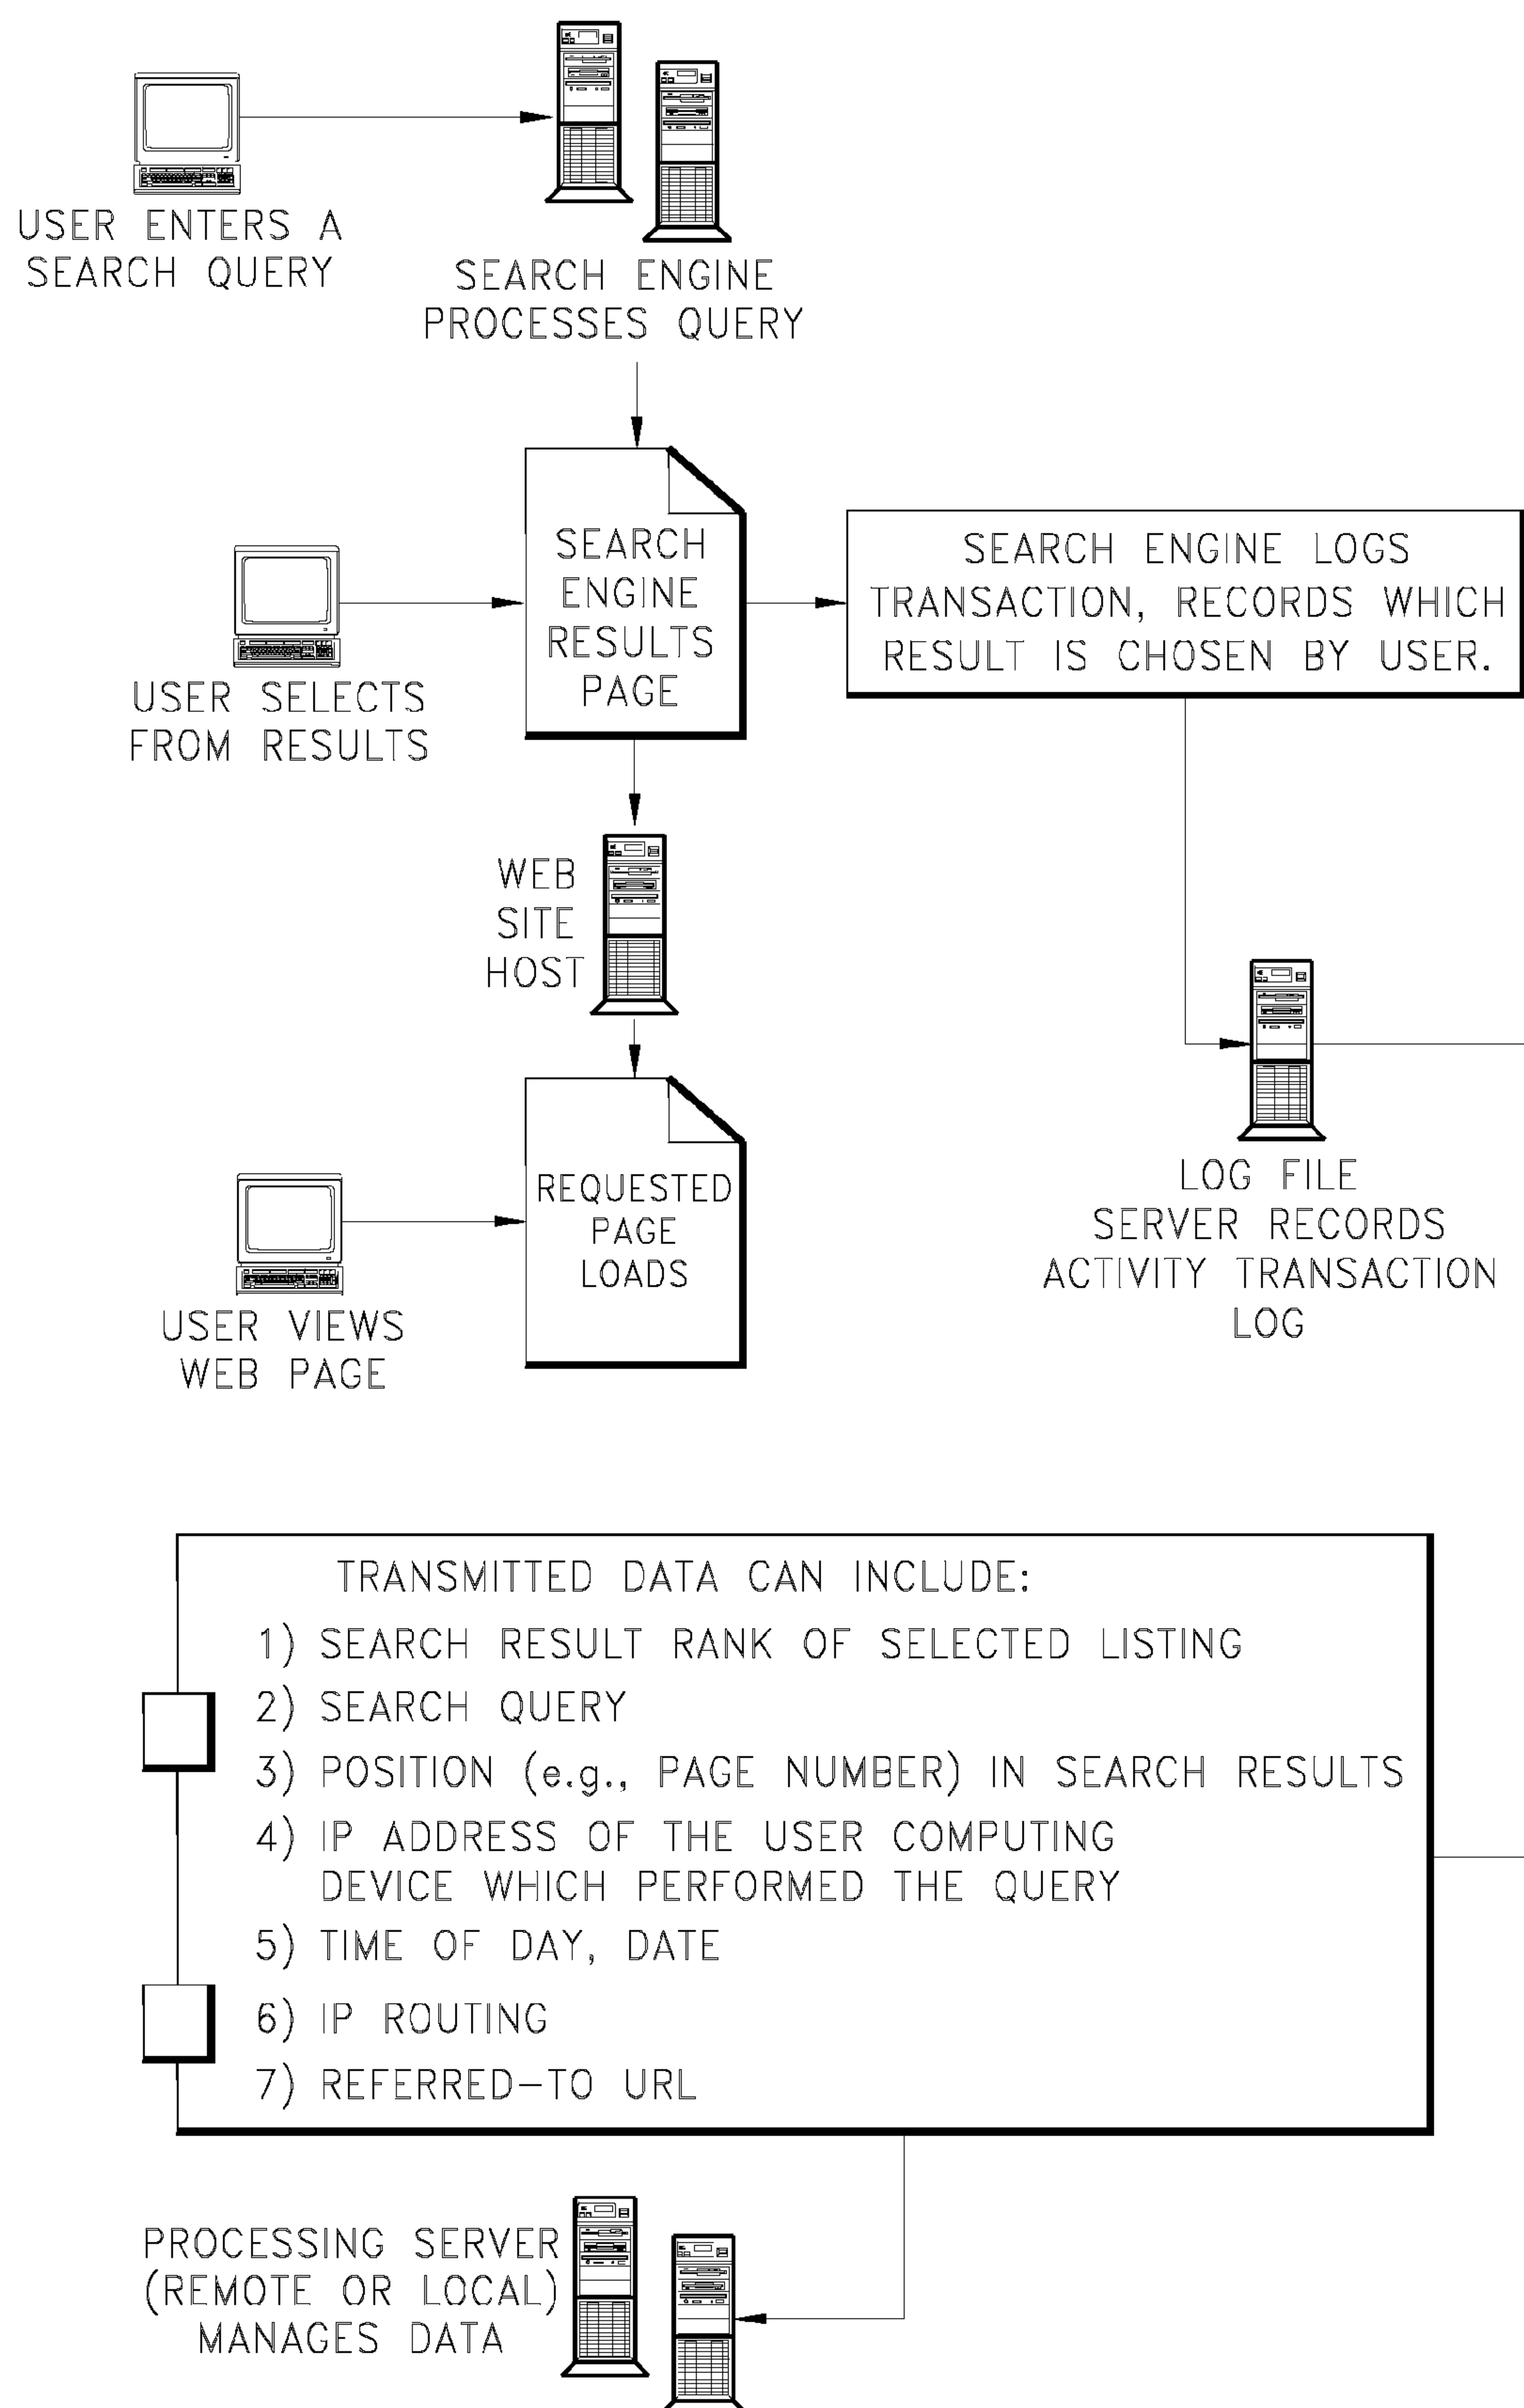 USER ENTERS A
SEARCH QUERY
SEARCH ENGINE
PROCESSES QUERY
SEARCH
ENGINE
RESULTS
PAGE
SEARCH ENGINE LOGS
TRANSACTION, RECORDS WHICH
RESULT IS CHOSEN BY USER.
USER SELECTS
FROM RESULTS
WEB
SITE
HOST
REQUESTED
PAGE
LOADS
LOG FILE
SERVER RECORDS
ACTIVITY TRANSACTION
LOG
USER VIEWS
WEB PAGE
TRANSMITTED DATA CAN INCLUDE:
1) SEARCH RESULT RANK OF SELECTED LISTING
2) SEARCH QUERY
3) POSITION (e.g., PAGE NUMBER) IN SEARCH RESULTS
4) IP ADDRESS OF THE USER COMPUTING
DEVICE WHICH PERFORMED THE QUERY
5) TIME OF DAY, DATE
6) IP ROUTING
7) REFERRED-TO URL
PROCESSING SERVER
(REMOTE OR LOCAL)
MANAGES DATA